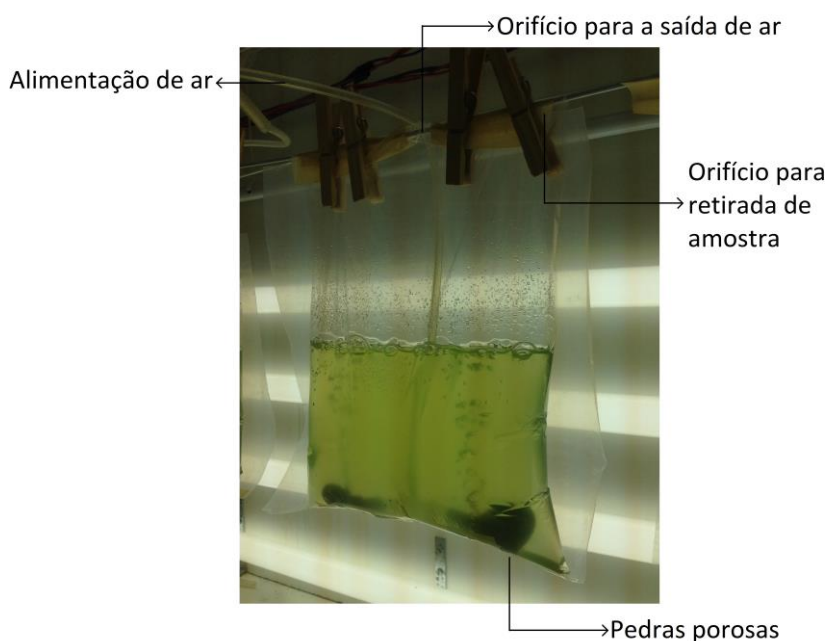 Orifício para a saída de ar
Alimentação de ar
Orifício para
retirada de
amostra
Pedras porosas